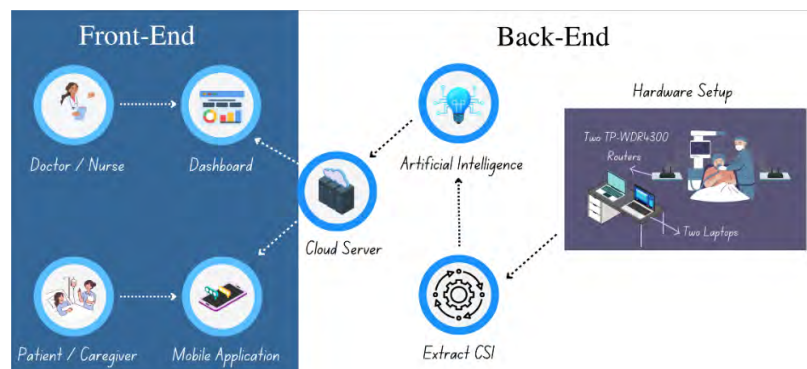 Front-End
Back-End
Doctor / Nurse
Dashboard
Patient / Caregiver
Mobile Application
Cloud Server
Artificial Intelligence
Extract CSI
Hardware Setup
Two TP-WDR4300
Routers
Two Laptops